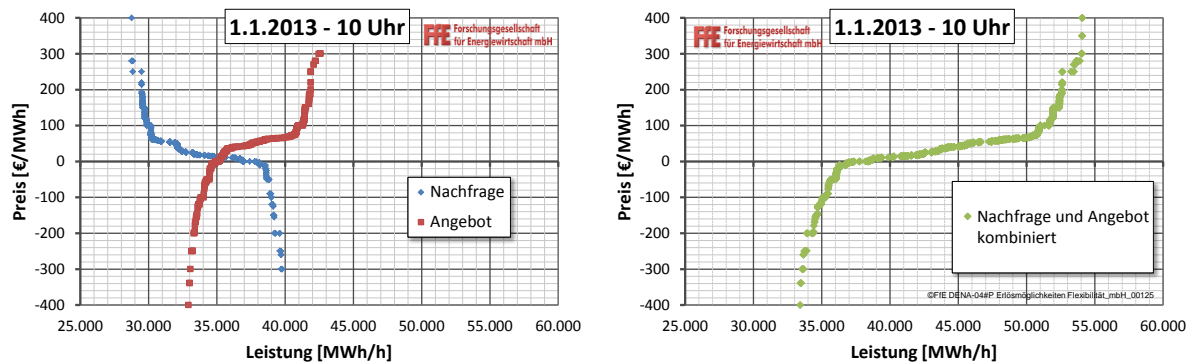 1.1.2013 - 10 Uhr
FfE Forschungsgesellschaft
für Energiewirtschaft mbH
Preis [€/MWh]
400
300
200
100
0
-100
-200
-300
-400
Nachfrage
Angebot
25.000 30.000 35.000 40.000 45.000 50.000 55.000 60.000
Leistung [MWh/h]
1.1.2013 - 10 Uhr
FfE Forschungsgesellschaft
für Energiewirtschaft mbH
Preis [€/MWh]
400
300
200
100
0
-100
-200
-300
-400
Nachfrage und Angebot
kombiniert
©FfE DENA-04#P Erlösmöglichkeiten Flexibilität_mbH_00125
25.000 30.000 35.000 40.000 45.000 50.000 55.000 60.000
Leistung [MWh/h]